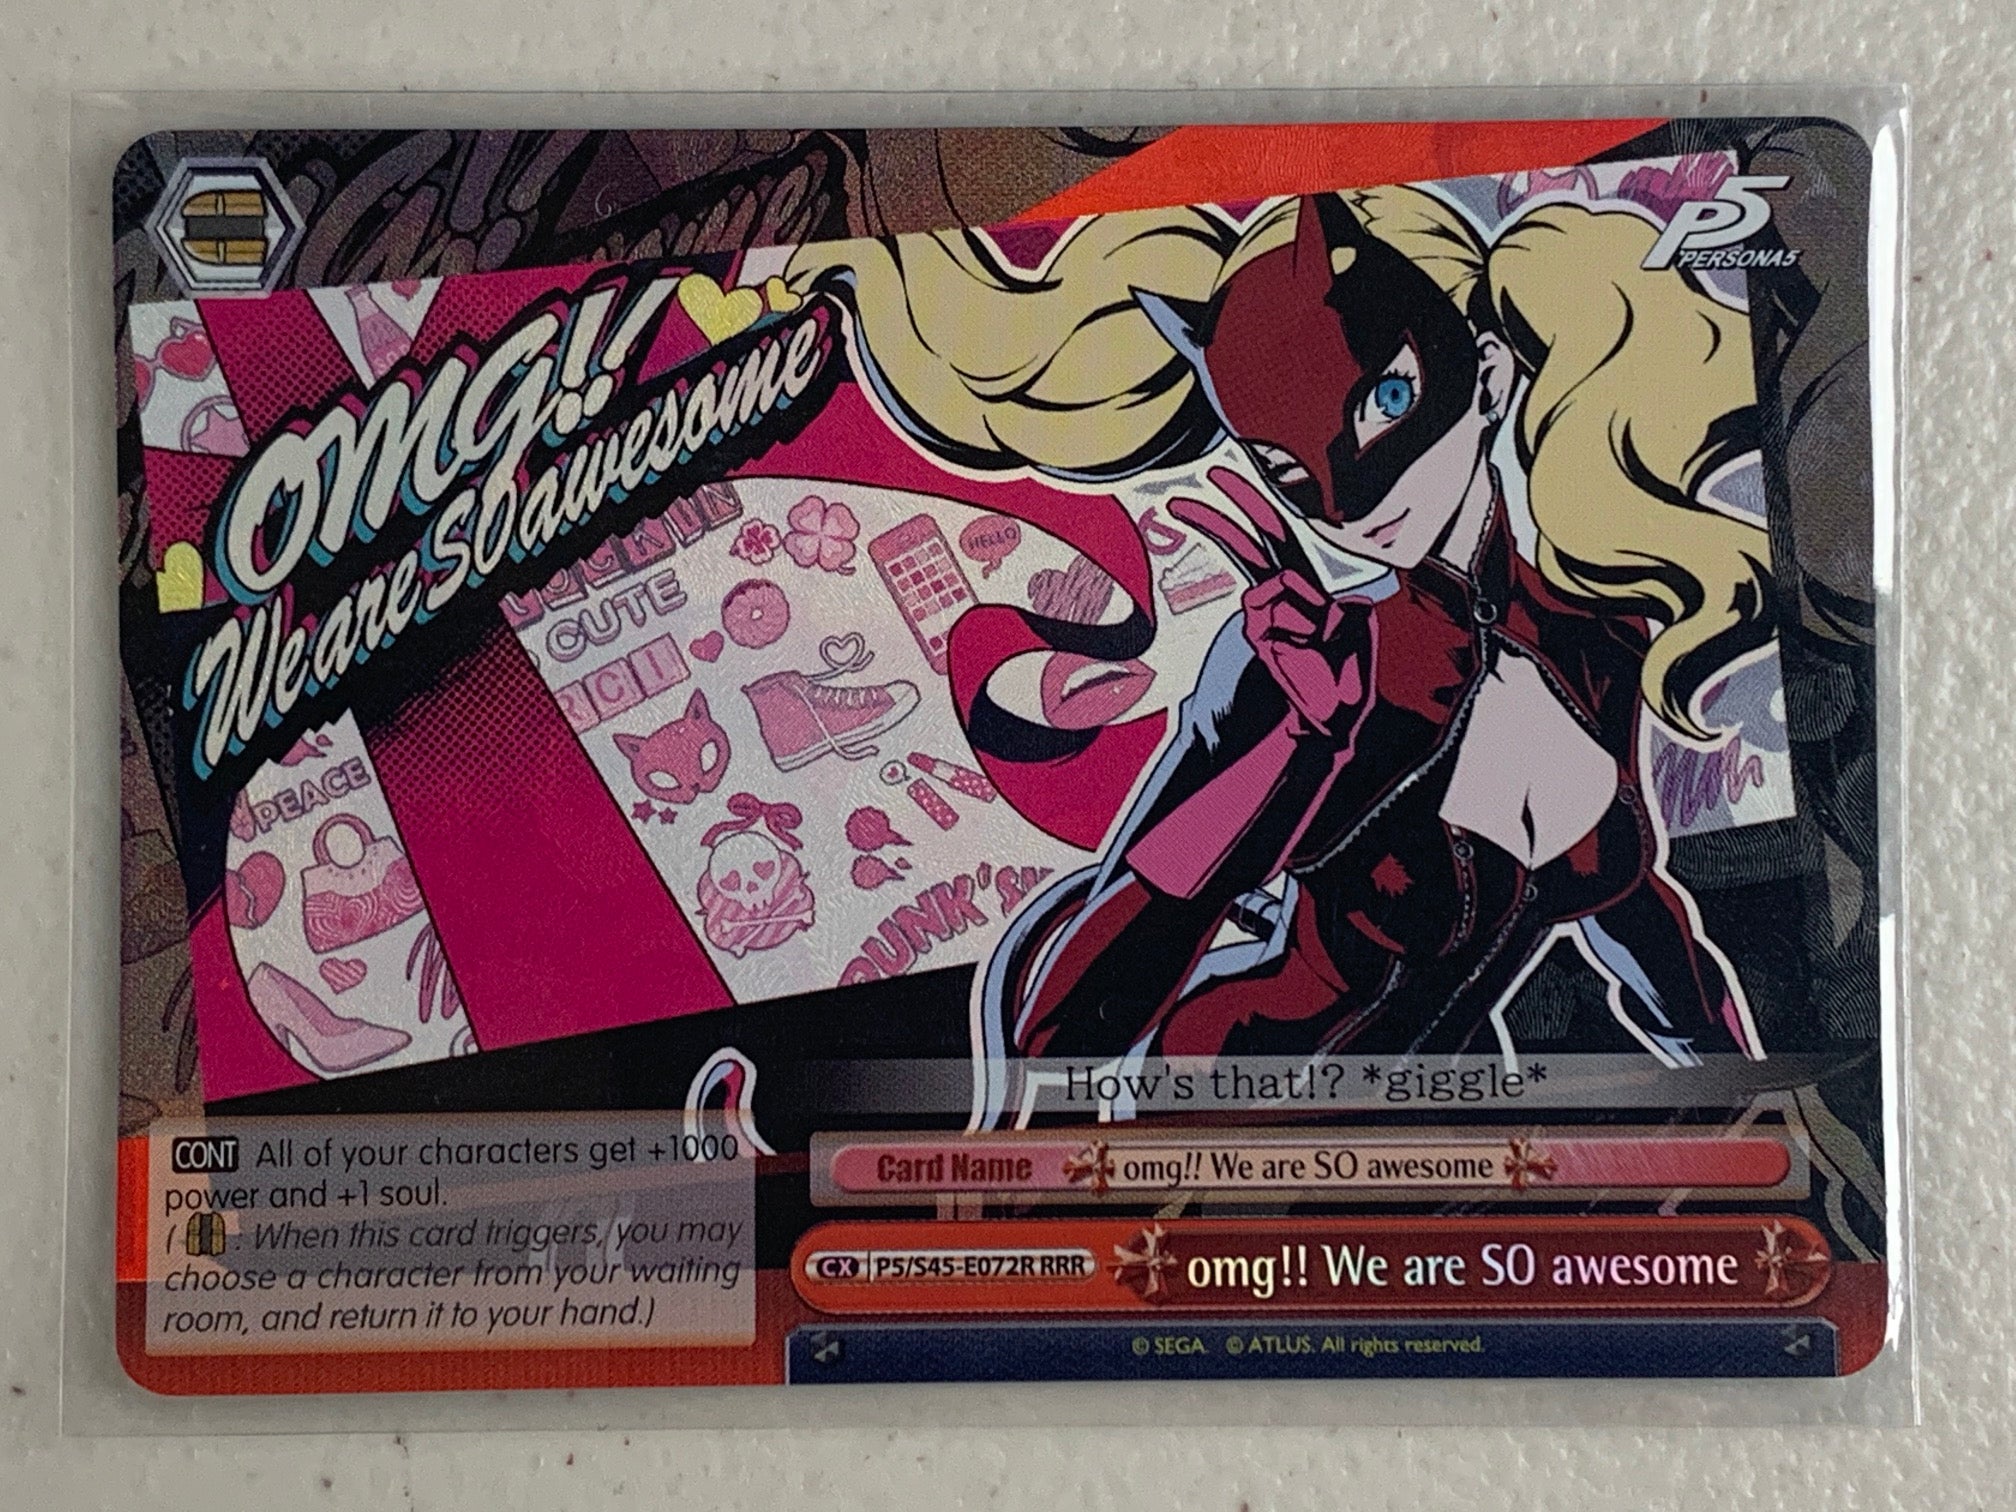 P5
PERSONA5
OMG!!
We are SO awesome
HELLO
CUTE
PEACE
How's that!? *giggle*
CONT All of your characters get +1000
power and +1 soul.
( : When this card triggers, you may
choose a character from your waiting
room, and return it to your hand.)
Card Name omg!! We are SO awesome
CX P5/S45-E072R RRR omg!! We are SO awesome
© SEGA. © ATLUS. All rights reserved.